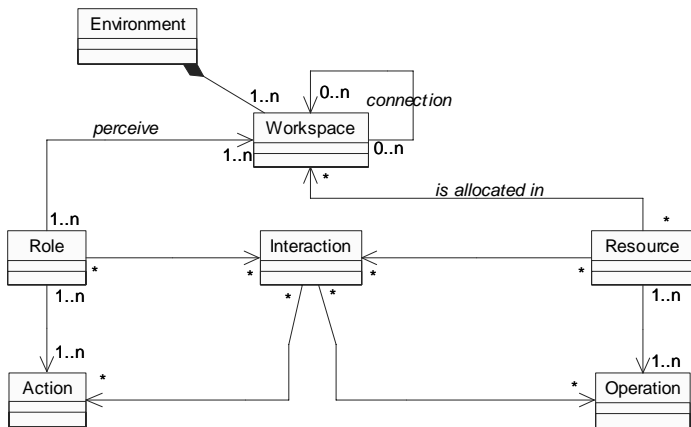 Environment
1..n
0..n
connection
perceive
Workspace
1..n
0..n
*
is allocated in
1..n
*
Role
Interaction
Resource
*
*
*
*
1..n
*
*
1..n
1..n
*
*
1..n
Action
Operation